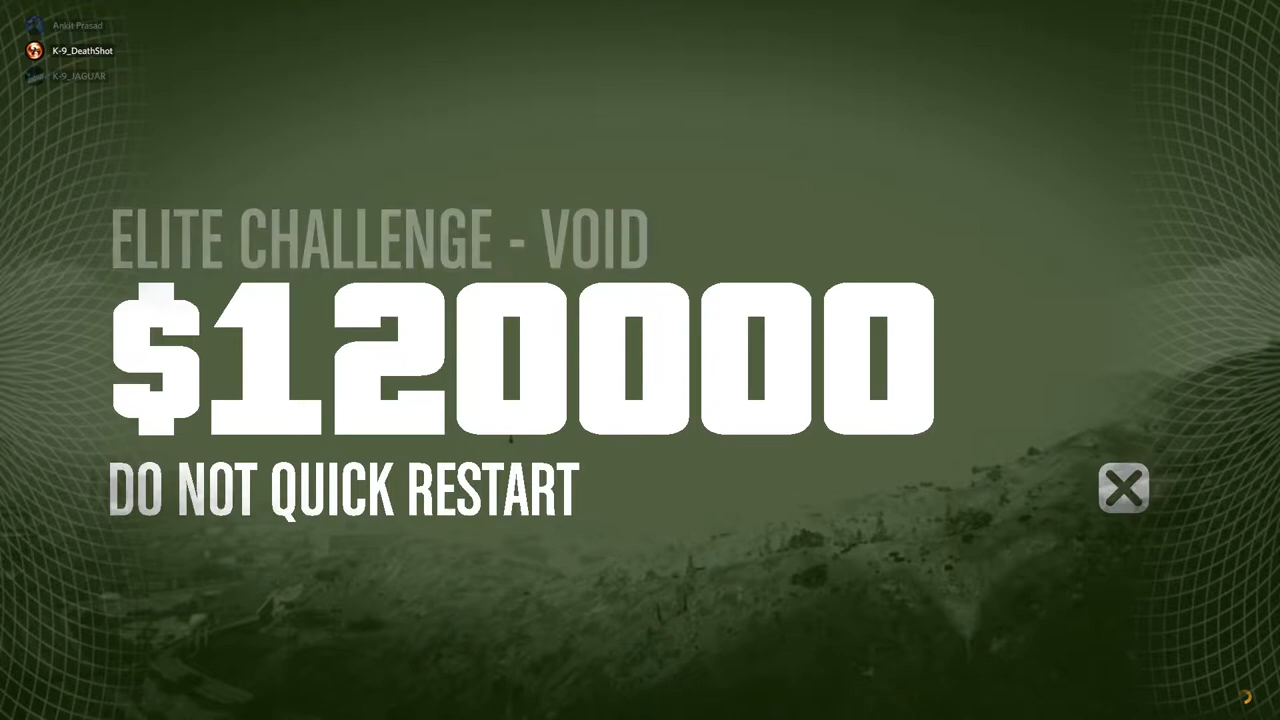 Ankit Prasad
K-9_DeathShot
K-9_JAGUAR
ELITE CHALLENGE - VOID
$120000
DO NOT QUICK RESTART